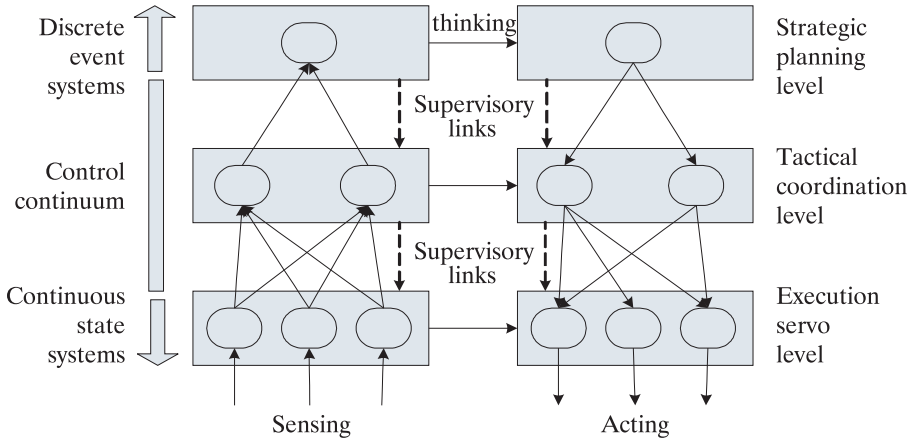 Discrete
event
systems
thinking
Strategic
planning
level
Supervisory
links
Control
continuum
Tactical
coordination
level
Supervisory
links
Continuous
state
systems
Execution
servo
level
Sensing
Acting